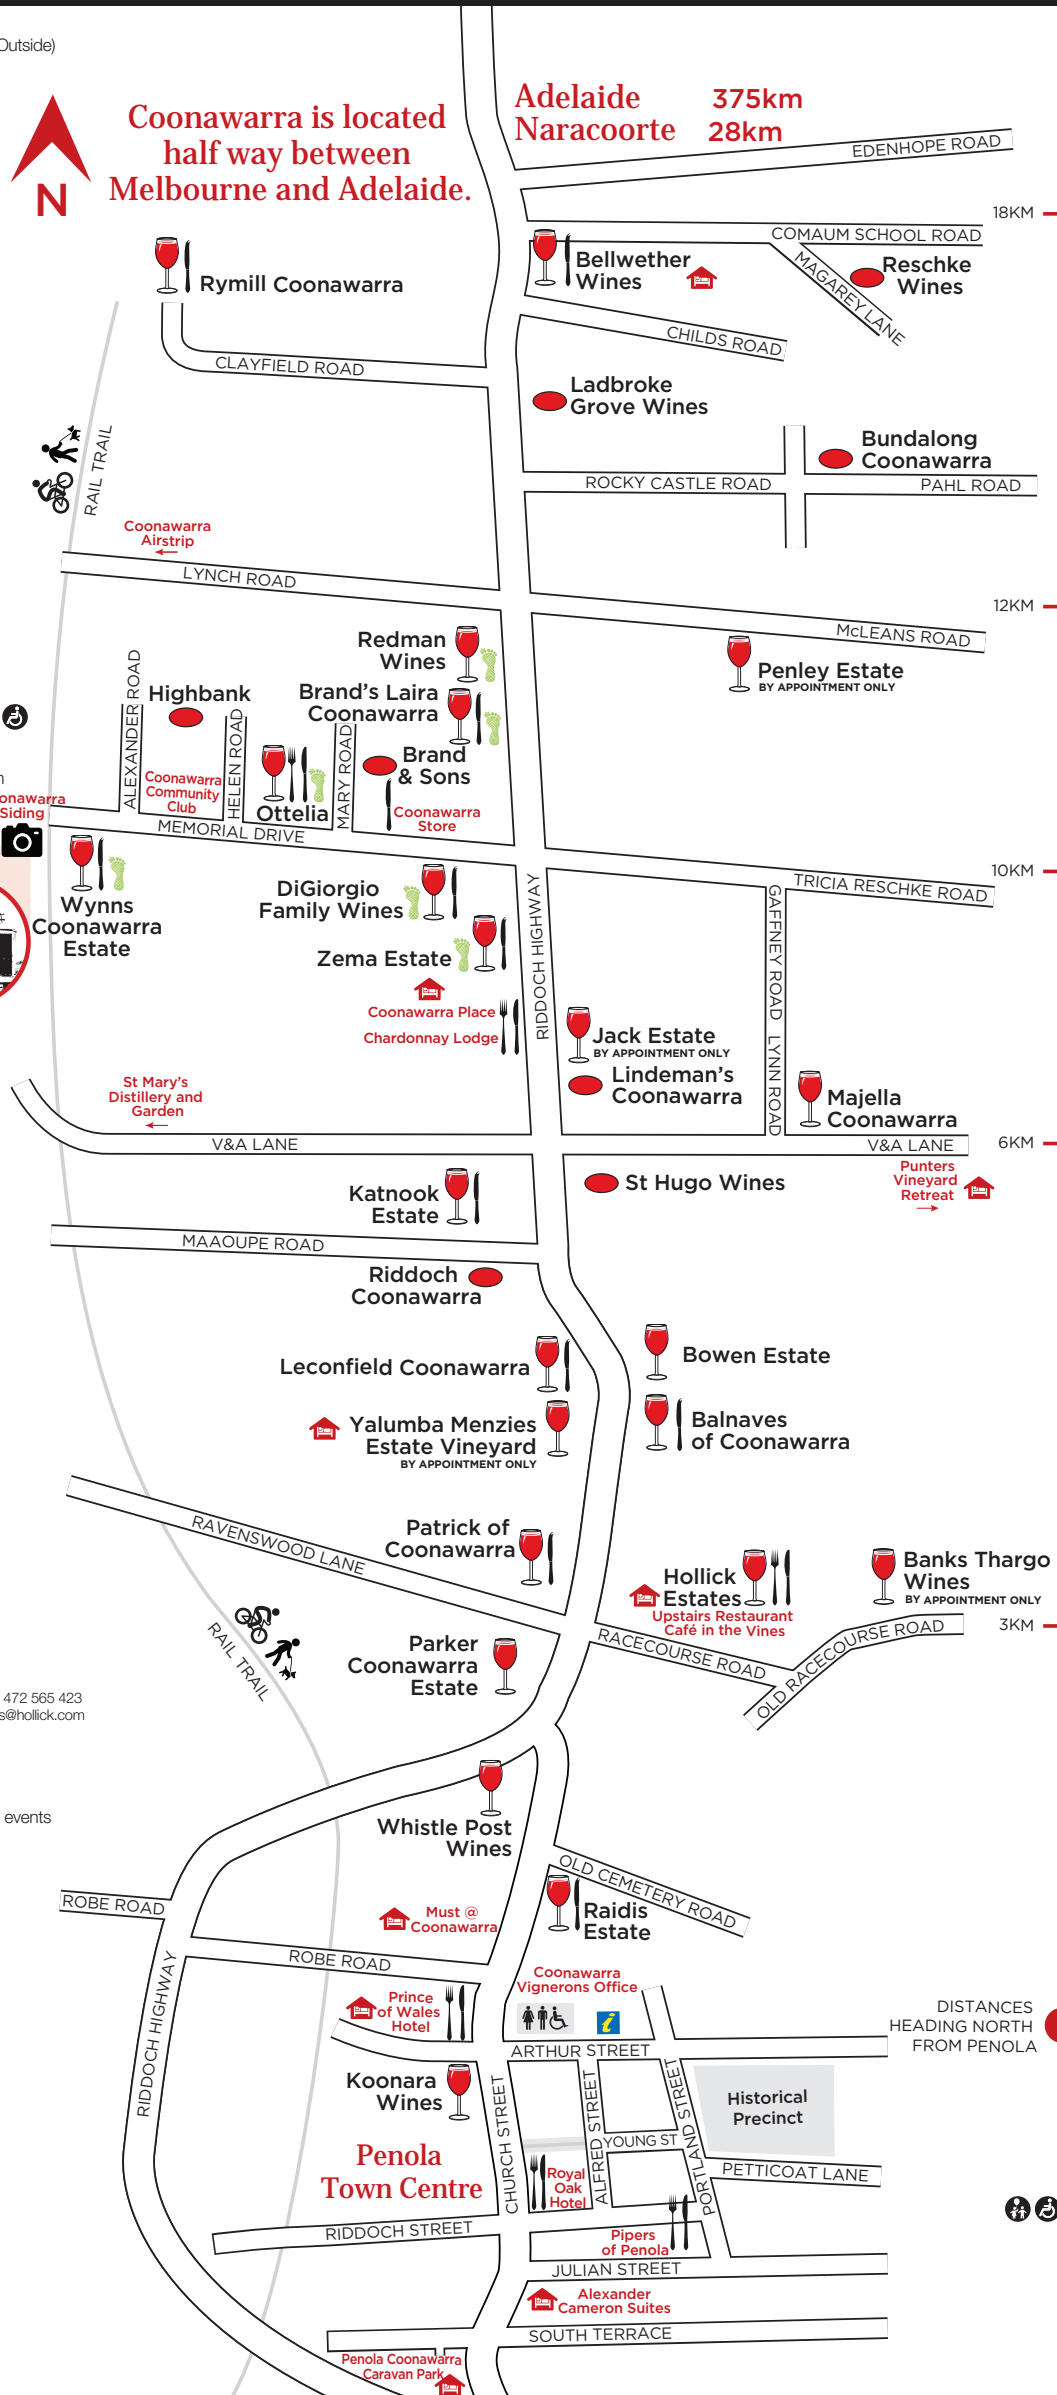 Outside)
Coonawarra is located
half way between
Melbourne and Adelaide.
N
Adelaide 375km
Naracoorte 28km
EDENHOPE ROAD
18KM
COMAUM SCHOOL ROAD
MAGAREY LANE
Reschke
Wines
Bellwether
Wines
Rymill Coonawarra
CHILDS ROAD
CLAYFIELD ROAD
Ladbroke
Grove Wines
Bundalong
Coonawarra
ROCKY CASTLE ROAD
PAHL ROAD
RAIL TRAIL
Coonawarra
Airstrip
LYNCH ROAD
12KM
McLEANS ROAD
Redman
Wines
Penley Estate
BY APPOINTMENT ONLY
ALEXANDER ROAD
Highbank
Brand's Laira
Coonawarra
HELEN ROAD
MARY ROAD
Brand
& Sons
Coonawarra
Community
Club
Ottelia
Coonawarra
Store
n
onawarra
Siding
MEMORIAL DRIVE
10KM
TRICIA RESCHKE ROAD
Wynns
Coonawarra
Estate
DiGiorgio
Family Wines
RIDDOCH HIGHWAY
GAFFNEY ROAD
LYNN ROAD
Zema Estate
Coonawarra Place
Chardonnay Lodge
Jack Estate
BY APPOINTMENT ONLY
Lindeman's
Coonawarra
Majella
Coonawarra
St Mary's
Distillery and
Garden
V&A LANE
V&A LANE
6KM
Punters
Vineyard
Retreat
Katnook
Estate
St Hugo Wines
MAAOUPE ROAD
Riddoch
Coonawarra
Leconfield Coonawarra
Bowen Estate
Yalumba Menzies
Estate Vineyard
BY APPOINTMENT ONLY
Balnaves
of Coonawarra
RAVENSWOOD LANE
Patrick of
Coonawarra
Hollick
Estates
Upstairs Restaurant
Café in the Vines
Banks Thargo
Wines
BY APPOINTMENT ONLY
3KM
RACECOURSE ROAD
OLD RACECOURSE ROAD
RAIL TRAIL
Parker
Coonawarra
Estate
472 565 423
s@hollick.com
events
Whistle Post
Wines
OLD CEMETERY ROAD
ROBE ROAD
Must @
Coonawarra
Raidis
Estate
ROBE ROAD
RIDDOCH HIGHWAY
Coonawarra
Vignerons Office
Prince
of Wales
Hotel
i
DISTANCES
HEADING NORTH
FROM PENOLA
ARTHUR STREET
Koonara
Wines
CHURCH STREET
ALFRED STREET
PORTLAND STREET
Historical
Precinct
YOUNG ST
Penola
Town Centre
Royal
Oak
Hotel
PETTICOAT LANE
RIDDOCH STREET
Pipers
of Penola
JULIAN STREET
Alexander
Cameron Suites
SOUTH TERRACE
Penola Coonawarra
Caravan Park